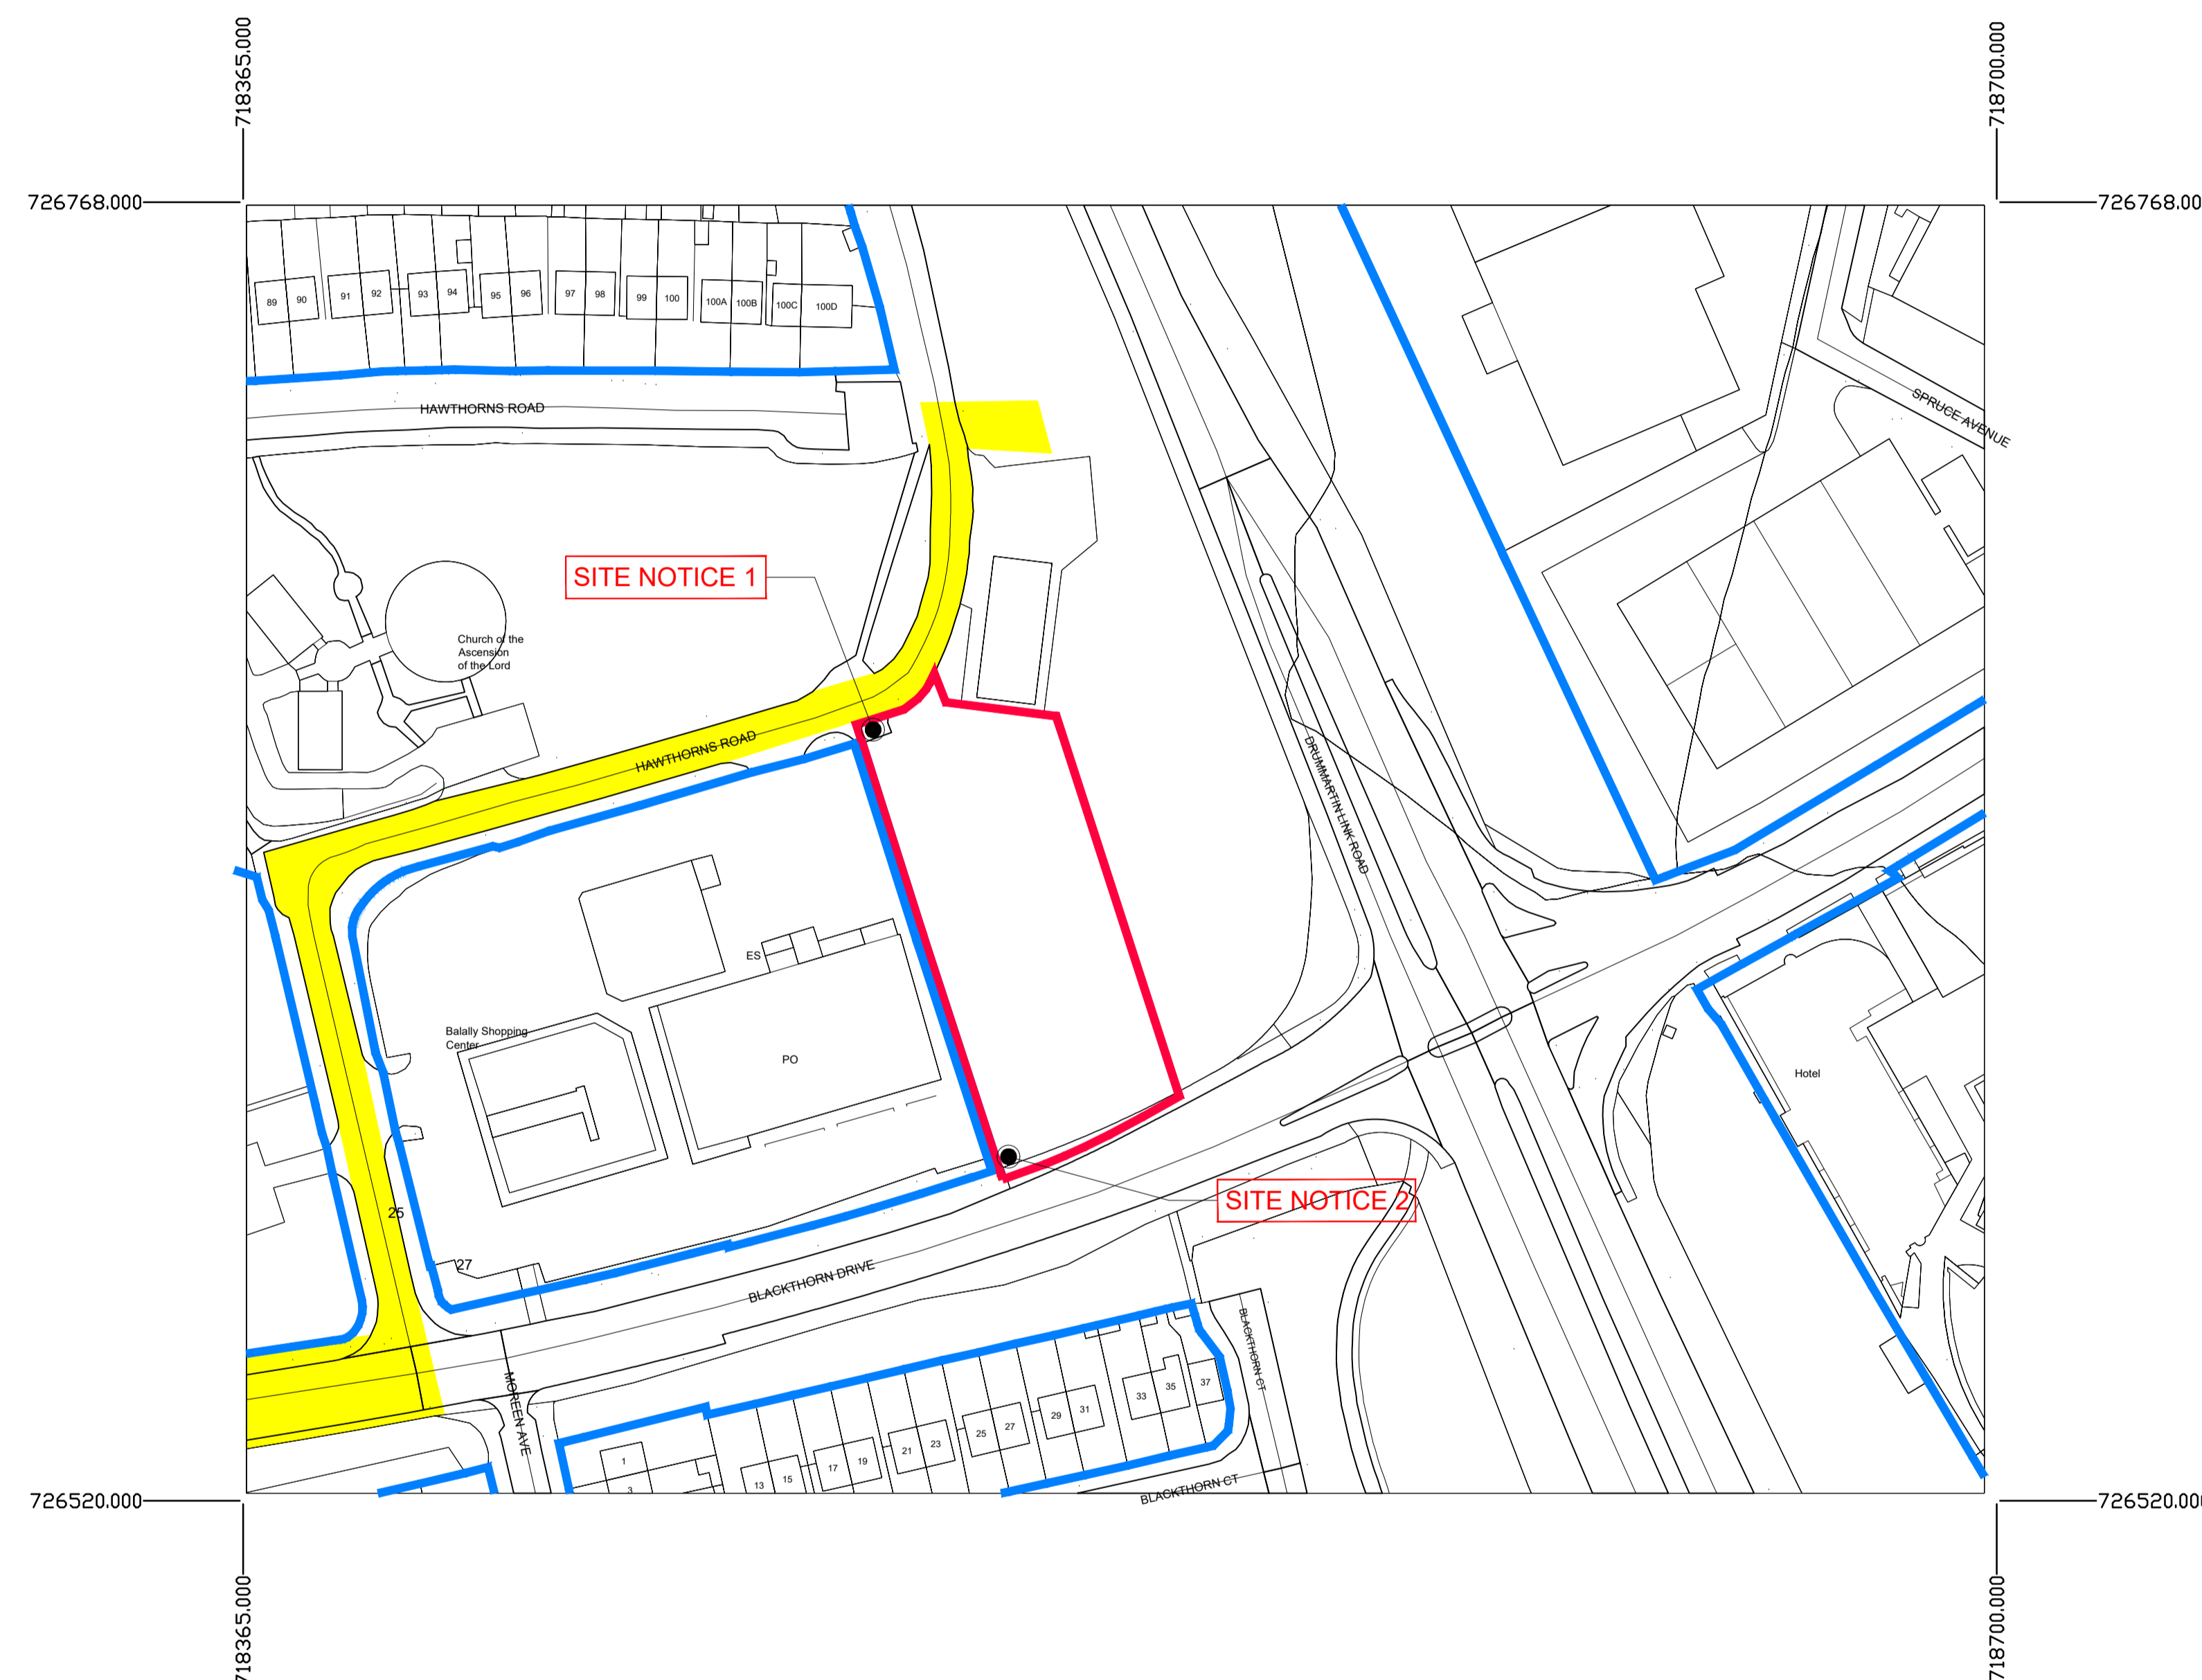 718365.000
718700.000
726768.000
726768.00
89
90
91
92
93
94
95
96
97
98
99
100
100A
100B
100C
100D
HAWTHORNS ROAD
SPRUCE AVENUE
SITE NOTICE 1
Church of the
Ascension
of the Lord
HAWTHORNS ROAD
DRUMMARTIN LINK ROAD
ES
Balally Shopping
Center
PO
Hotel
SITE NOTICE 2
25
27
BLACKTHORN DRIVE
MOREEN AVE
BLACKTHORN CT
1
3
13
15
17
19
21
23
25
27
29
31
33
35
37
BLACKTHORN CT
726520.000
726520.000
718365.000
718700.000